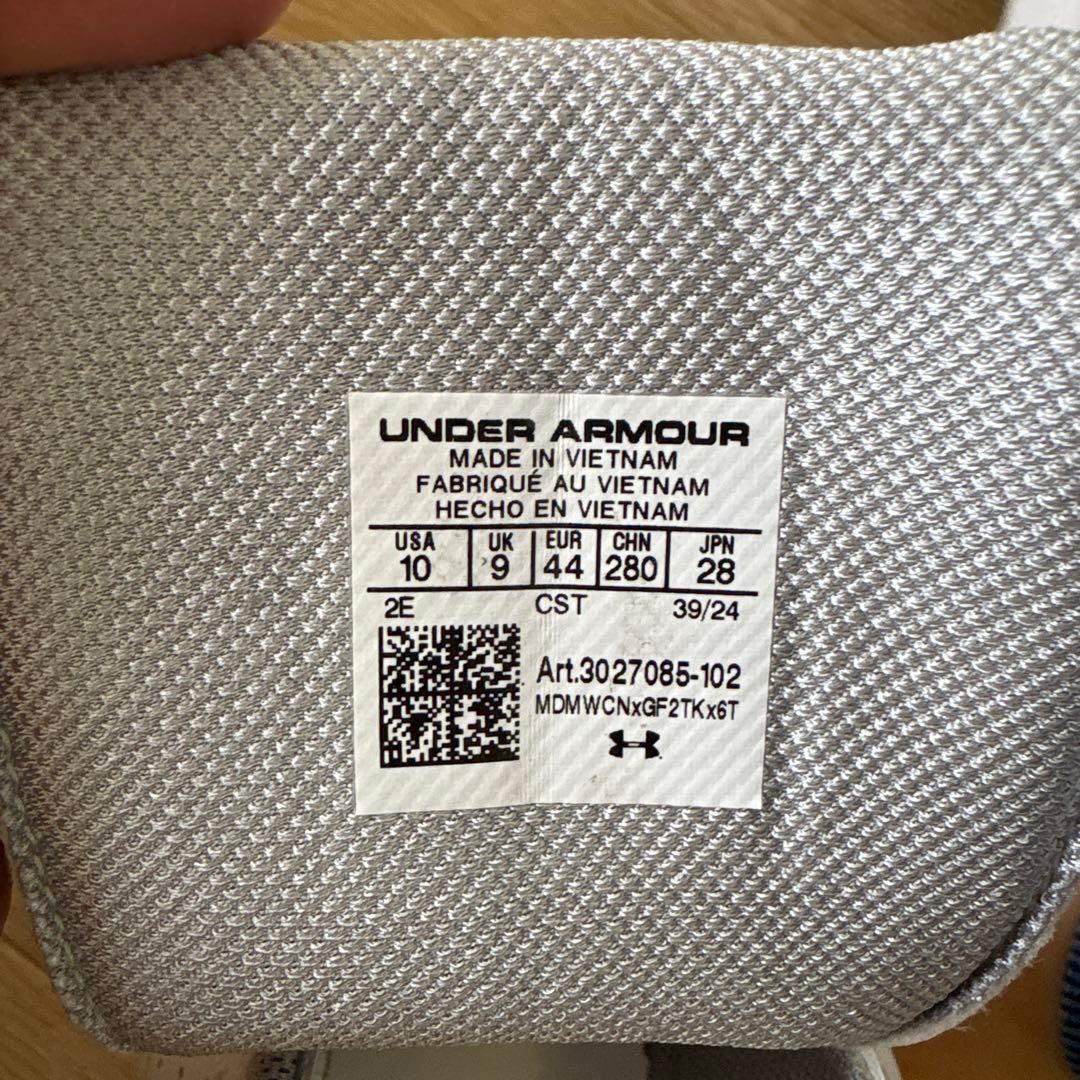 UNDER ARMOUR
MADE IN VIETNAM
FABRIQUÉ AU VIETNAM
HECHO EN VIETNAM
USA UK EUR CHN JPN
10 9 44 280 28
2E CST 39/24
Art.3027085-102
MDMWCNxGF2TKx6T